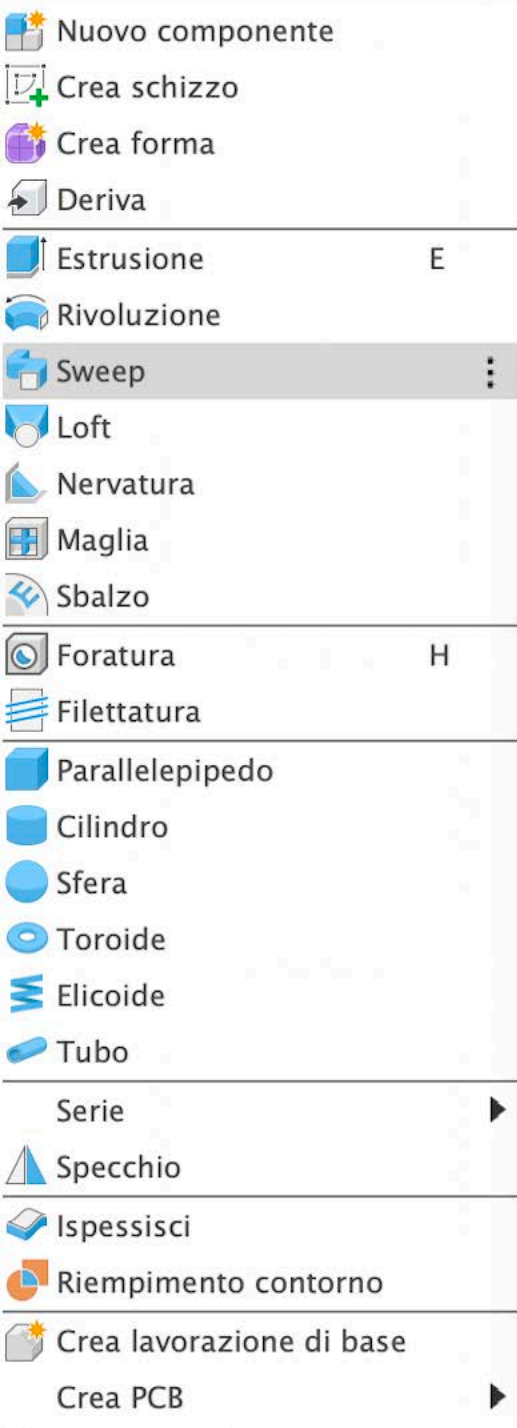 Nuovo componente
Crea schizzo
Crea forma
Deriva
Estrusione E
Rivoluzione
Sweep
Loft
Nervatura
Maglia
Sbalzo
Foratura H
Filettatura
Parallelepipedo
Cilindro
Sfera
Toroide
Elicoide
Tubo
Serie
Specchio
Ispessisci
Riempimento contorno
Crea lavorazione di base
Crea PCB